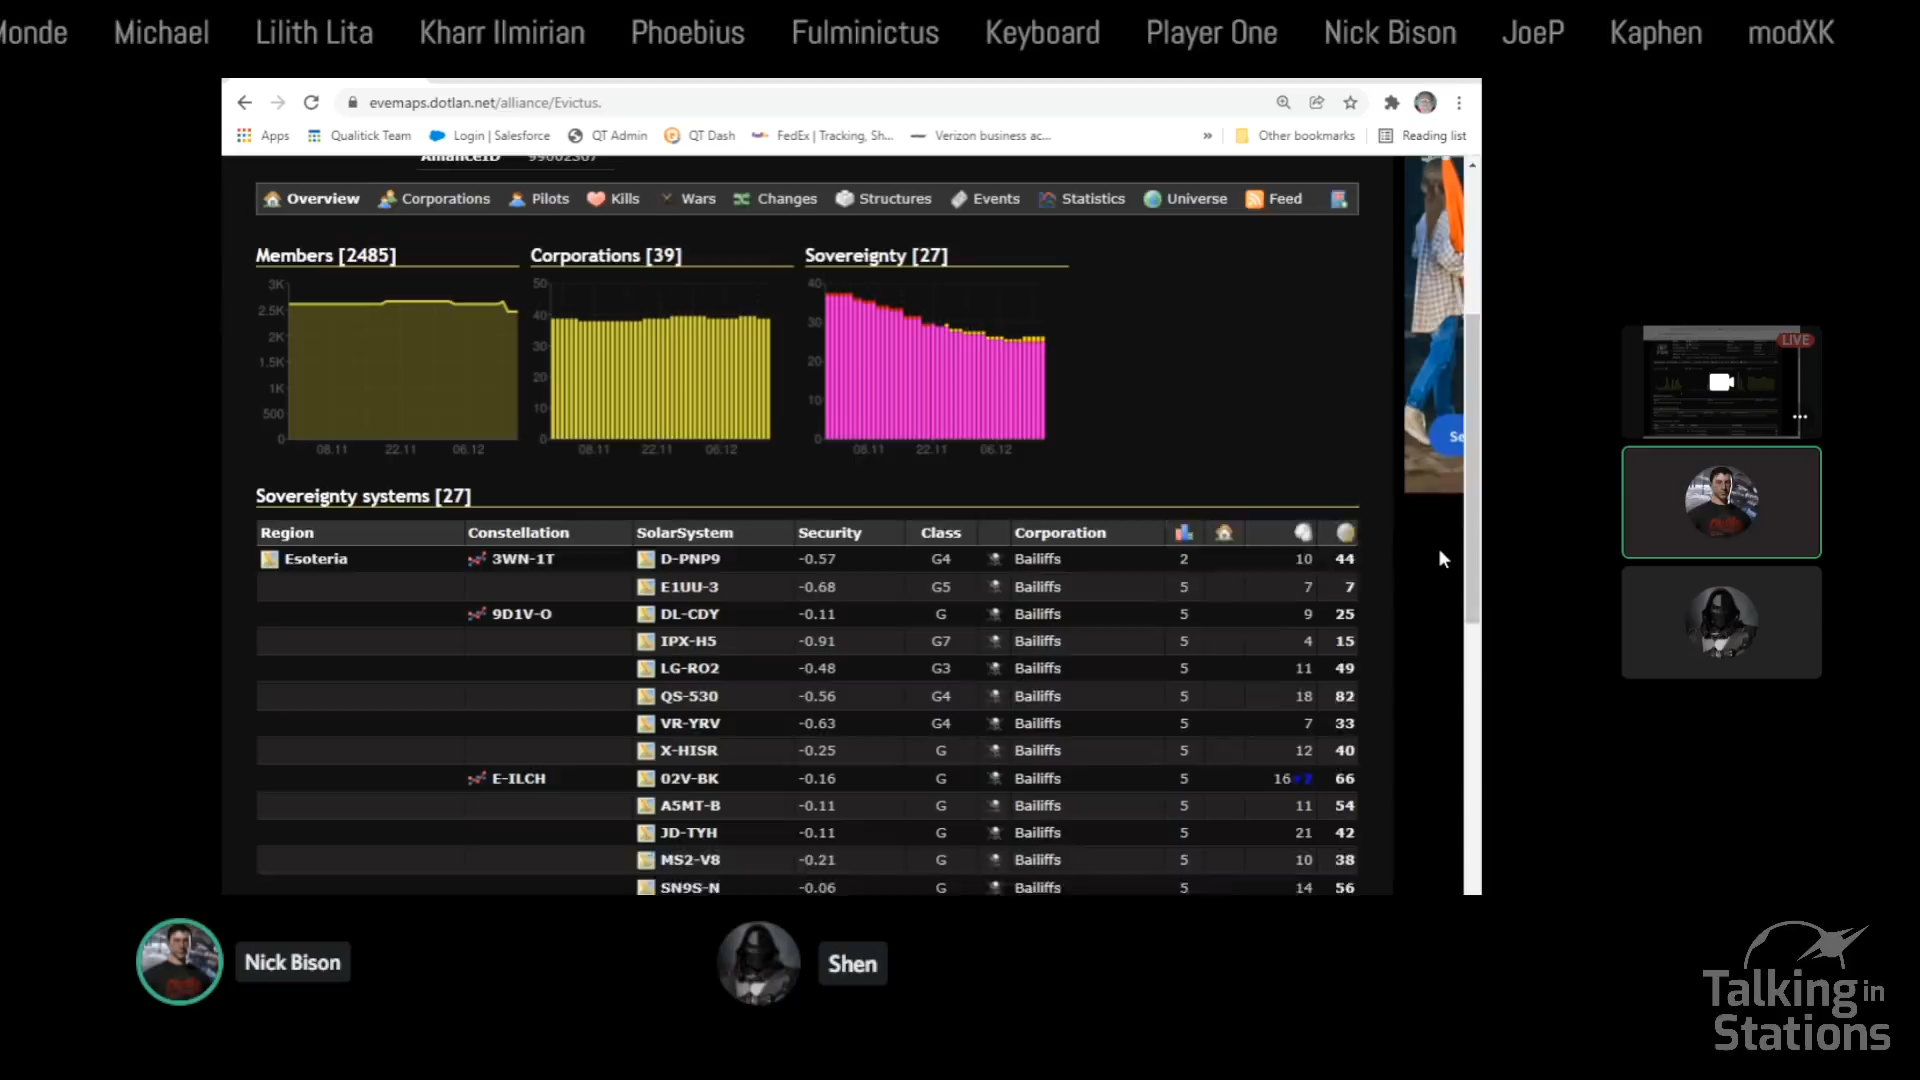 Monde Michael Lilith Lita Kharr Ilmirian Phoebius Fulminictus Keyboard Player One Nick Bison JoeP Kaphen modXK
evemaps.dotlan.net/alliance/Evictus.
Apps Qualitick Team Login | Salesforce QT Admin QT Dash FedEx | Tracking, Sh... Verizon business ac... » Other bookmarks Reading list
AllianceID 99002367
Overview Corporations Pilots Kills Wars Changes Structures Events Statistics Universe Feed
Members [2485] Corporations [39] Sovereignty [27]
3K 2.5K 2K 1.5K 1K 500 0
08.11 22.11 06.12
50 40 30 20 10 0
08.11 22.11 06.12
40 30 20 10 0
08.11 22.11 06.12
Se
LIVE
Sovereignty systems [27]
Region Constellation SolarSystem Security Class Corporation
Esoteria 3WN-1T D-PNP9 -0.57 G4 Bailiffs 2 10 44
E1UU-3 -0.68 G5 Bailiffs 5 7 7
9D1V-O DL-CDY -0.11 G Bailiffs 5 9 25
IPX-H5 -0.91 G7 Bailiffs 5 4 15
LG-RO2 -0.48 G3 Bailiffs 5 11 49
QS-530 -0.56 G4 Bailiffs 5 18 82
VR-YRV -0.63 G4 Bailiffs 5 7 33
X-HISR -0.25 G Bailiffs 5 12 40
E-ILCH 02V-BK -0.16 G Bailiffs 5 16+2 66
A5MT-B -0.11 G Bailiffs 5 11 54
JD-TYH -0.11 G Bailiffs 5 21 42
MS2-V8 -0.21 G Bailiffs 5 10 38
SN9S-N -0.06 G Bailiffs 5 14 56
Nick Bison Shen
Talking in
Stations